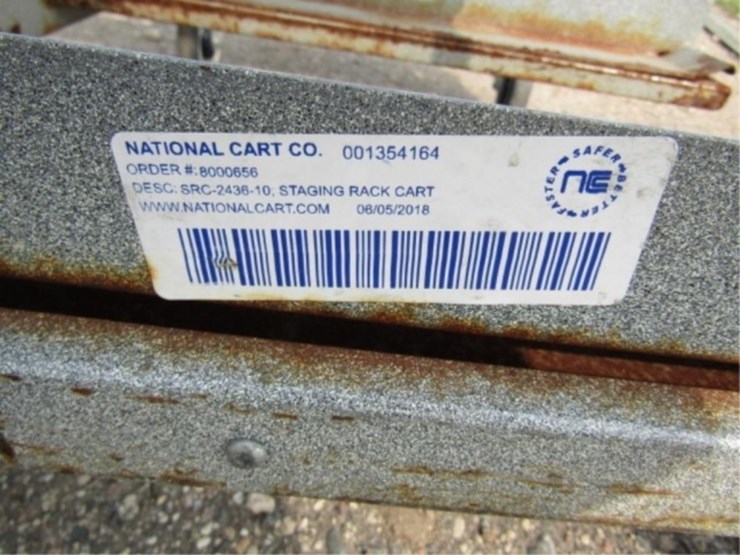 NATIONAL CART CO. 001354164
ORDER #: 8000656
DESC: SRC-2436-10, STAGING RACK CART
WWW.NATIONALCART.COM 06/05/2018
SAFER BETTER FASTER
NC